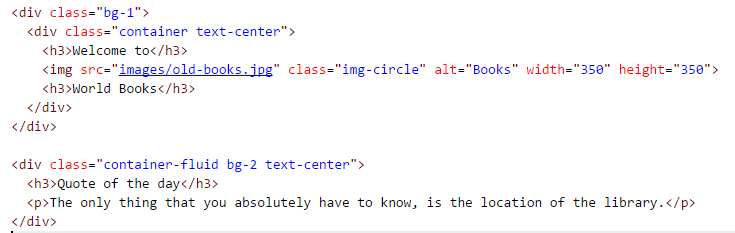 <div class="bg-1">
  <div class="container text-center">
    <h3>Welcome to</h3>
    <img src="images/old-books.jpg" class="img-circle" alt="Books" width="350" height="350">
    <h3>World Books</h3>
  </div>
</div>

<div class="container-fluid bg-2 text-center">
  <h3>Quote of the day</h3>
  <p>The only thing that you absolutely have to know, is the location of the library.</p>
</div>